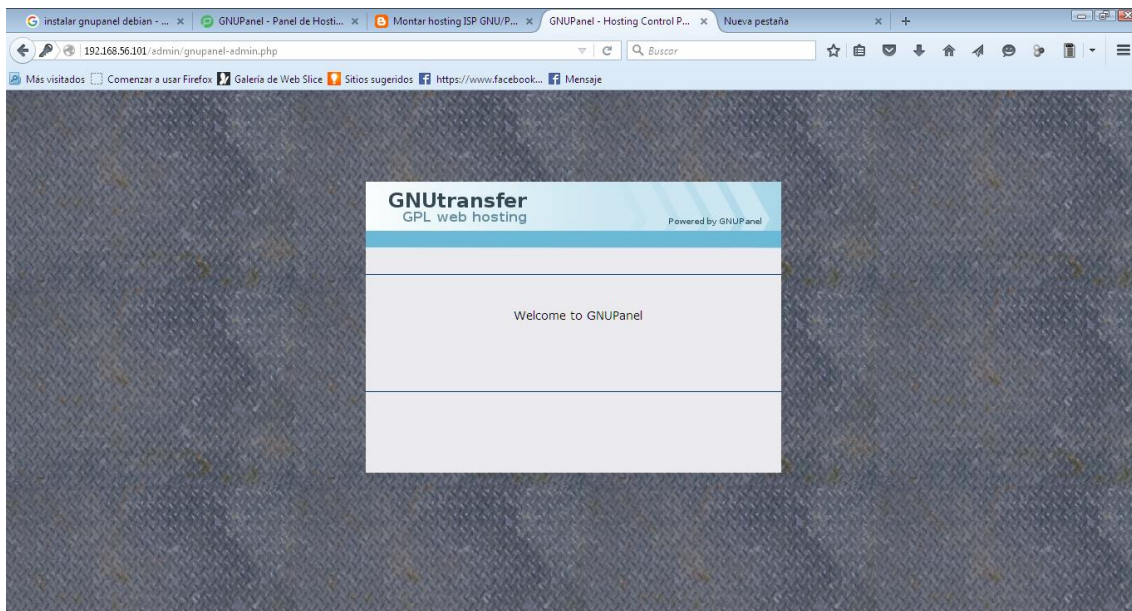 instalar gnupanel debian - ...
GNUPanel - Panel de Hosti...
Montar hosting ISP GNU/P...
GNUPanel - Hosting Control P...
Nueva pestaña
192.168.56.101/admin/gnupanel-admin.php
Buscar
Más visitados
Comenzar a usar Firefox
Galería de Web Slice
Sitios sugeridos
https://www.facebook...
Mensaje
GNUtransfer
GPL web hosting
Powered by GNUPanel
Welcome to GNUPanel